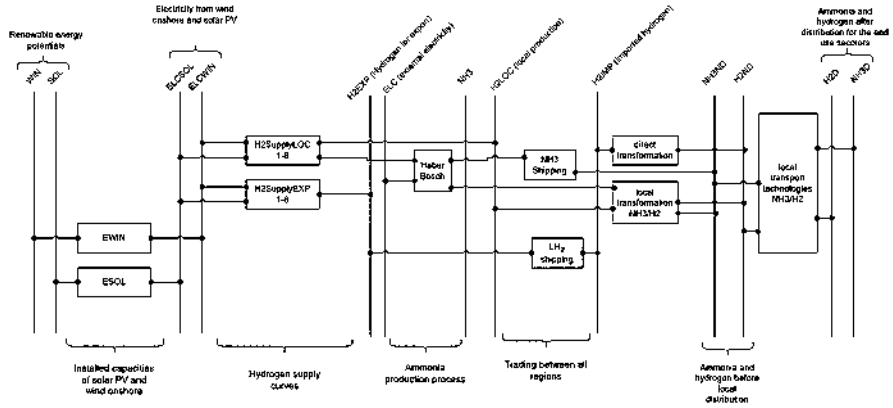 Electricity from wind
onshore and solar PV
Renewable energy
potentials
Ammonia and
hydrogen after
distribution for the end
use sectors
WIN
SOL
ELCSOL
ELCWIN
H2EXP (Hydrogen for export)
ELC (external electricity)
NH3
H2LOC (local production)
H2IMP (imported hydrogen)
NH3ND
H2ND
H2D
NH3D
H2SupplyLOC
1-8
H2SupplyEXP
1-8
Haber
Bosch
NH3
Shipping
direct
transformation
local
transformation
NH3/H2
local
transport
technologies
NH3/H2
EWIN
ESOL
LH2
shipping
Installed capacities
of solar PV and
wind onshore
Hydrogen supply
curves
Ammonia
production process
Trading between all
regions
Ammonia and
hydrogen before
local
distribution